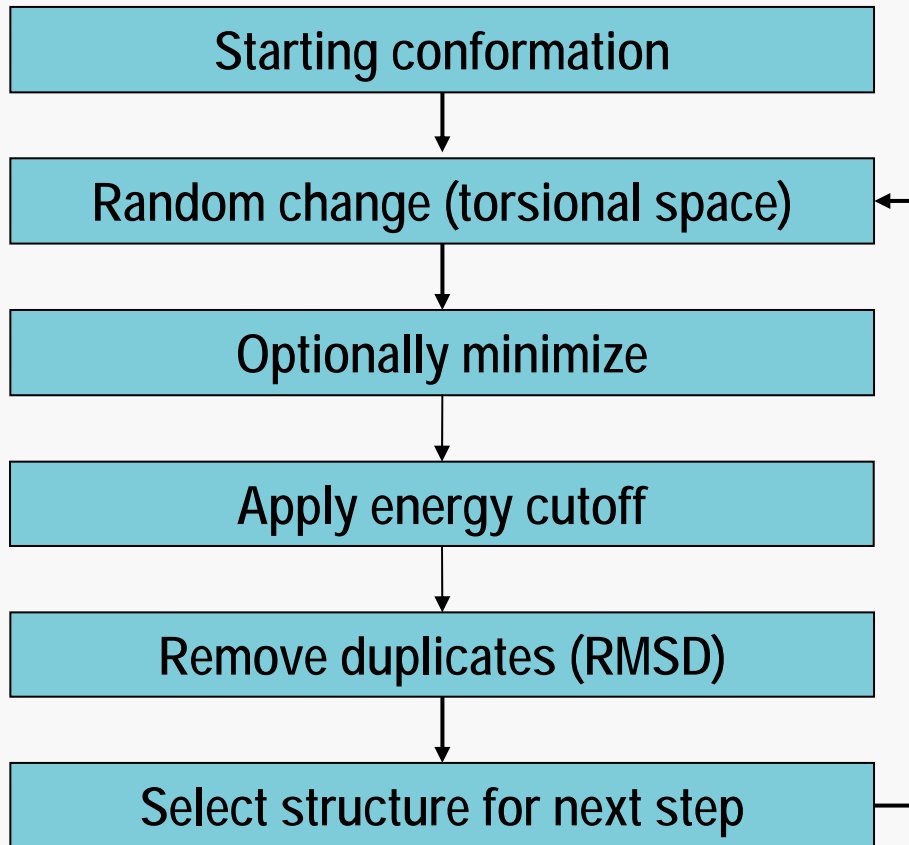 Starting conformation
Random change (torsional space)
Optionally minimize
Apply energy cutoff
Remove duplicates (RMSD)
Select structure for next step